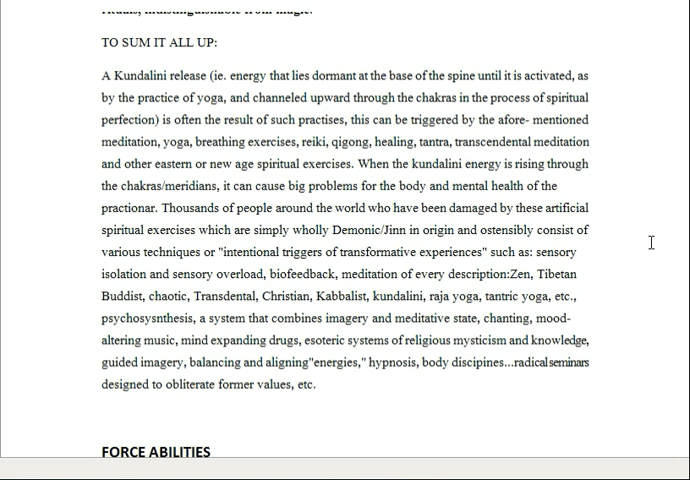 Rituals, indistinguishable from magic.
TO SUM IT ALL UP:
A Kundalini release (ie. energy that lies dormant at the base of the spine until it is activated, as
by the practice of yoga, and channeled upward through the chakras in the process of spiritual
perfection) is often the result of such practises, this can be triggered by the afore- mentioned
meditation, yoga, breathing exercises, reiki, qigong, healing, tantra, transcendental meditation
and other eastern or new age spiritual exercises. When the kundalini energy is rising through
the chakras/meridians, it can cause big problems for the body and mental health of the
practionar. Thousands of people around the world who have been damaged by these artificial
spiritual exercises which are simply wholly Demonic/Jinn in origin and ostensibly consist of
various techniques or "intentional triggers of transformative experiences" such as: sensory
isolation and sensory overload, biofeedback, meditation of every description:Zen, Tibetan
Buddist, chaotic, Transdental, Christian, Kabbalist, kundalini, raja yoga, tantric yoga, etc.,
psychosysnthesis, a system that combines imagery and meditative state, chanting, mood-
altering music, mind expanding drugs, esoteric systems of religious mysticism and knowledge,
guided imagery, balancing and aligning"energies," hypnosis, body discipines...radical seminars
designed to obliterate former values, etc.
FORCE ABILITIES